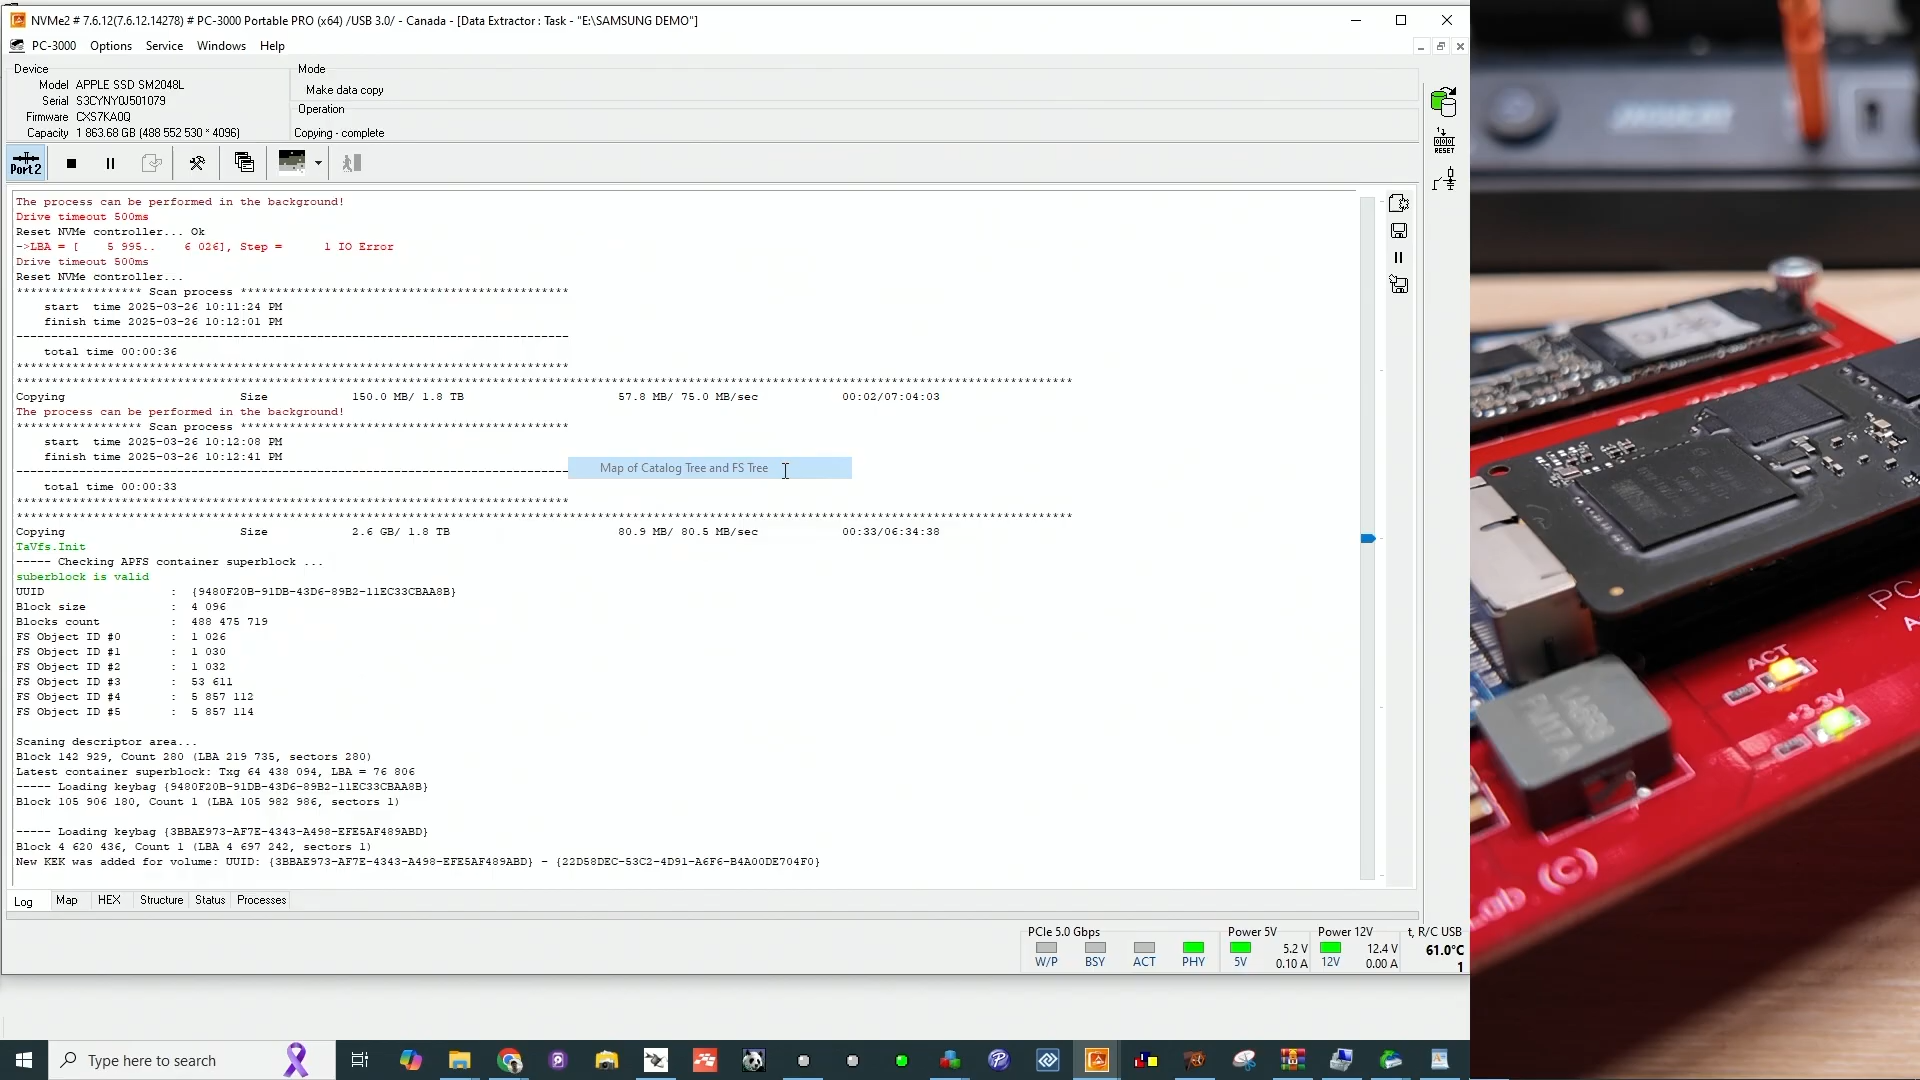 NVMe2 # 7.6.12(7.6.12.14278) # PC-3000 Portable PRO (x64) /USB 3.0/ - Canada - [Data Extractor : Task - "E:\SAMSUNG DEMO"]
PC-3000 Options Service Windows Help
Device
Model APPLE SSD SM2048L
Serial S3CYNY0J501079
Firmware CXS7KA0Q
Capacity 1 863.68 GB (488 552 530 * 4096)
Mode
Make data copy
Operation
Copying - complete
Port2
RESET
The process can be performed in the background!
Drive timeout 500ms
Reset NVMe controller... Ok
->LBA = [ 5 995.. 6 026], Step = 1 IO Error
Drive timeout 500ms
Reset NVMe controller...
***************** Scan process *******************************************
start time 2025-03-26 10:11:24 PM
finish time 2025-03-26 10:12:01 PM
-------------------------------------------------------------------------------
total time 00:00:36
*******************************************************************************
Copying Size 150.0 MB/ 1.8 TB 57.8 MB/ 75.0 MB/sec 00:02/07:04:03
The process can be performed in the background!
***************** Scan process *******************************************
start time 2025-03-26 10:12:08 PM
finish time 2025-03-26 10:12:41 PM
-------------------------------------------------------------------------------
Map of Catalog Tree and FS Tree
total time 00:00:33
*******************************************************************************
Copying Size 2.6 GB/ 1.8 TB 80.9 MB/ 80.5 MB/sec 00:33/06:34:38
TaVfs.Init
----- Checking APFS container superblock ...
suberblock is valid
UUID : {9480F20B-91DB-43D6-89B2-11EC33CBAA8B}
Block size : 4 096
Blocks count : 488 475 719
FS Object ID #0 : 1 026
FS Object ID #1 : 1 030
FS Object ID #2 : 1 032
FS Object ID #3 : 53 611
FS Object ID #4 : 5 857 112
FS Object ID #5 : 5 857 114
Scaning descriptor area...
Block 142 929, Count 280 (LBA 219 735, sectors 280)
Latest container superblock: Txg 64 438 094, LBA = 76 806
----- Loading keybag {9480F20B-91DB-43D6-89B2-11EC33CBAA8B}
Block 105 906 180, Count 1 (LBA 105 982 986, sectors 1)
----- Loading keybag {3BBAE973-AF7E-4343-A498-EFE5AF489ABD}
Block 4 620 436, Count 1 (LBA 4 697 242, sectors 1)
New KEK was added for volume: UUID: {3BBAE973-AF7E-4343-A498-EFE5AF489ABD} - {22D58DEC-53C2-4D91-A6F6-B4A00DE704F0}
Log Map HEX Structure Status Processes
PCIe 5.0 Gbps
W/P BSY ACT PHY
Power 5V
5V
5.2 V
0.10 A
Power 12V
12V
12.4 V
0.00 A
t, R/C USB
61.0°C
1
Type here to search
PC
ACT
+3.3V